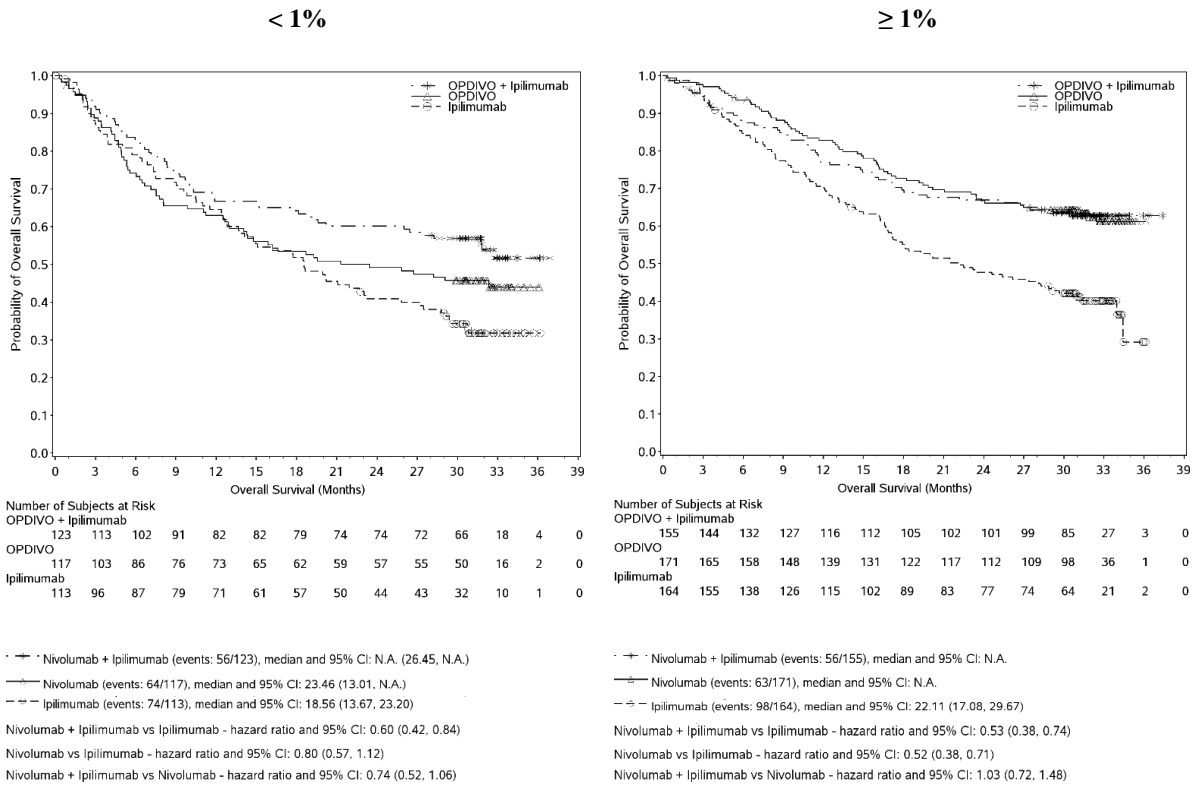 < 1%
≥ 1%
OPDIVO + Ipilimumab
OPDIVO
Ipilimumab
Probability of Overall Survival
1.0
0.9
0.8
0.7
0.6
0.5
0.4
0.3
0.2
0.1
0.0
0 3 6 9 12 15 18 21 24 27 30 33 36 39
Overall Survival (Months)
Number of Subjects at Risk
OPDIVO + Ipilimumab
123 113 102 91 82 82 79 74 74 72 66 18 4 0
OPDIVO
117 103 86 76 73 65 62 59 57 55 50 16 2 0
Ipilimumab
113 96 87 79 71 61 57 50 44 43 32 10 1 0
Nivolumab + Ipilimumab (events: 56/123), median and 95% CI: N.A. (26.45, N.A.)
Nivolumab (events: 64/117), median and 95% CI: 23.46 (13.01, N.A.)
Ipilimumab (events: 74/113), median and 95% CI: 18.56 (13.67, 23.20)
Nivolumab + Ipilimumab vs Ipilimumab - hazard ratio and 95% CI: 0.60 (0.42, 0.84)
Nivolumab vs Ipilimumab - hazard ratio and 95% CI: 0.80 (0.57, 1.12)
Nivolumab + Ipilimumab vs Nivolumab - hazard ratio and 95% CI: 0.74 (0.52, 1.06)
OPDIVO + Ipilimumab
OPDIVO
Ipilimumab
Probability of Overall Survival
1.0
0.9
0.8
0.7
0.6
0.5
0.4
0.3
0.2
0.1
0.0
0 3 6 9 12 15 18 21 24 27 30 33 36 39
Overall Survival (Months)
Number of Subjects at Risk
OPDIVO + Ipilimumab
155 144 132 127 116 112 105 102 101 99 85 27 3 0
OPDIVO
171 165 158 148 139 131 122 117 112 109 98 36 1 0
Ipilimumab
164 155 138 126 115 102 89 83 77 74 64 21 2 0
Nivolumab + Ipilimumab (events: 56/155), median and 95% CI: N.A.
Nivolumab (events: 63/171), median and 95% CI: N.A.
Ipilimumab (events: 98/164), median and 95% CI: 22.11 (17.08, 29.67)
Nivolumab + Ipilimumab vs Ipilimumab - hazard ratio and 95% CI: 0.53 (0.38, 0.74)
Nivolumab vs Ipilimumab - hazard ratio and 95% CI: 0.52 (0.38, 0.71)
Nivolumab + Ipilimumab vs Nivolumab - hazard ratio and 95% CI: 1.03 (0.72, 1.48)